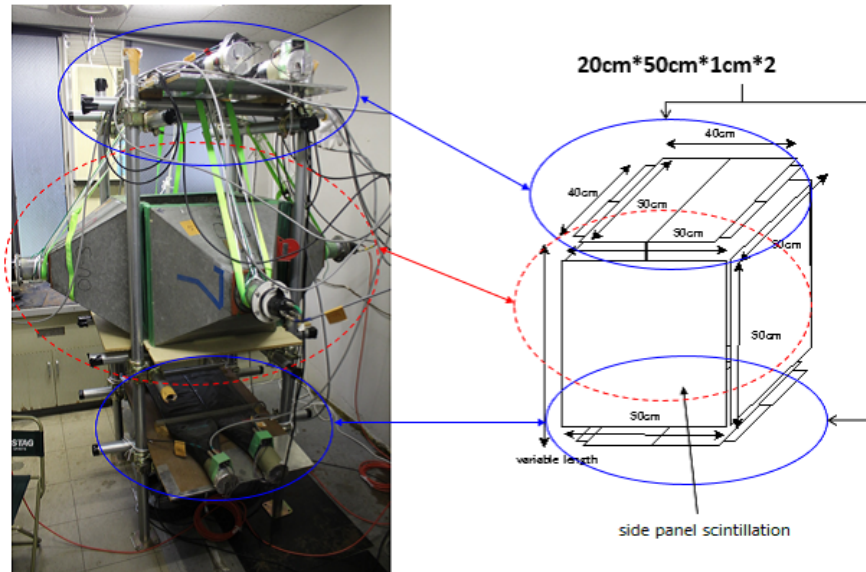 20cm*50cm*1cm*2
40cm
40cm
50cm
50cm
50cm
50cm
50cm
variable length
side panel scintillation
STAG